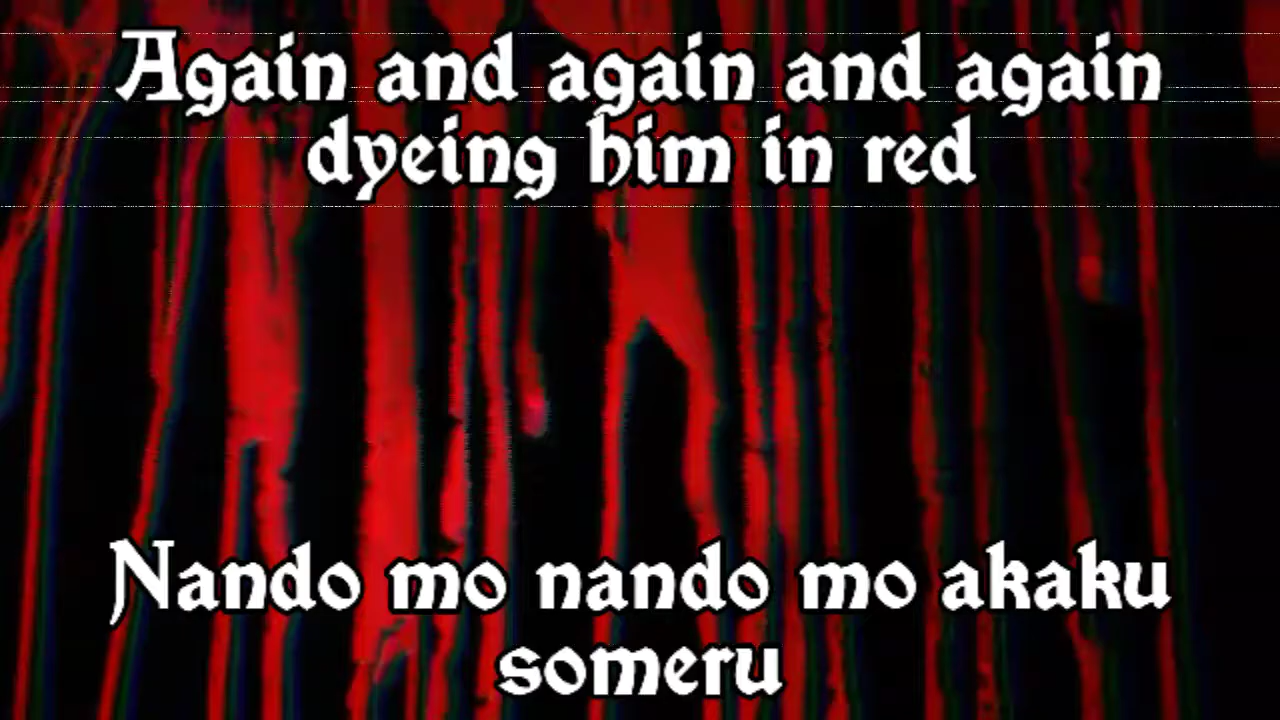 Again and again and again
dyeing him in red
Nando mo nando mo akaku
someru